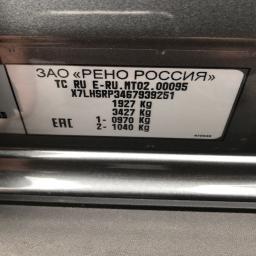 ЗАО «РЕНО РОССИЯ»
TC RU E-RU.MT02.00095
X7LHSRP3467939251
1927 Kg
3427 Kg
EAC 1- 0970 Kg
2- 1040 Kg